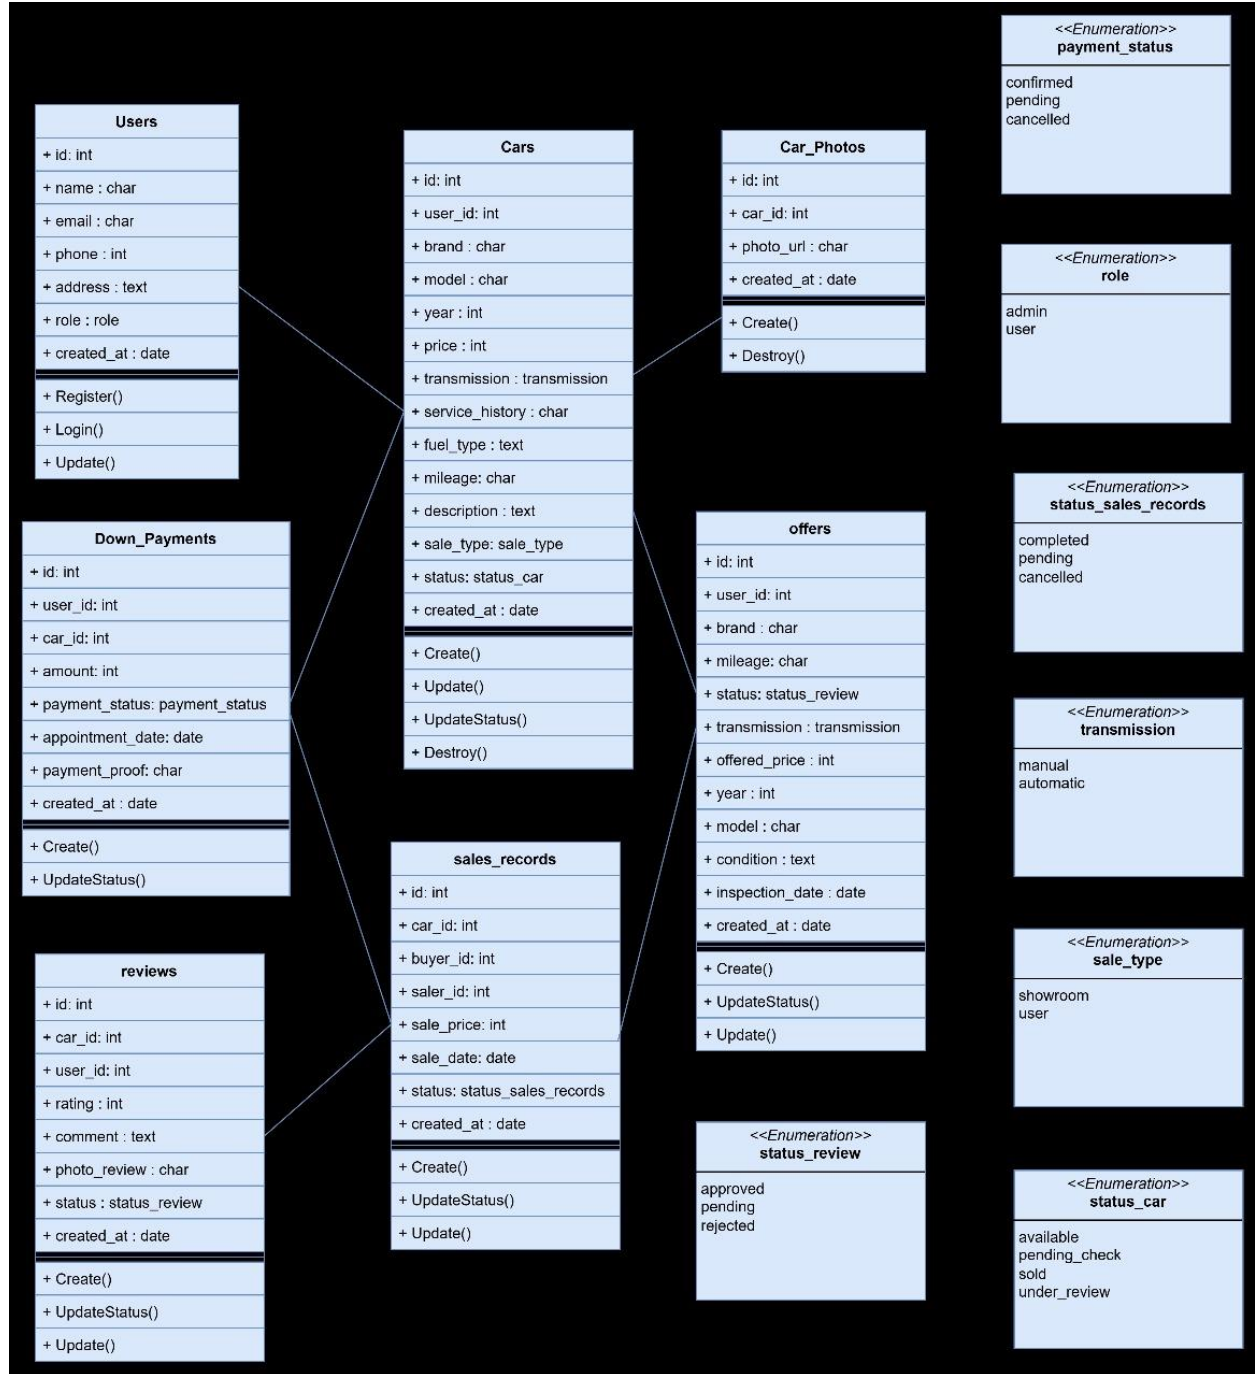 Users
+ id: int
+ name : char
+ email : char
+ phone : int
+ address : text
+ role : role
+ created_at : date
+ Register()
+ Login()
+ Update()
Down_Payments
+ id: int
+ user_id: int
+ car_id: int
+ amount: int
+ payment_status: payment_status
+ appointment_date: date
+ payment_proof: char
+ created_at : date
+ Create()
+ UpdateStatus()
reviews
+ id: int
+ car_id: int
+ user_id: int
+ rating : int
+ comment : text
+ photo_review : char
+ status : status_review
+ created_at : date
+ Create()
+ UpdateStatus()
+ Update()
Cars
+ id: int
+ user_id: int
+ brand : char
+ model : char
+ year : int
+ price : int
+ transmission : transmission
+ service_history : char
+ fuel_type : text
+ mileage: char
+ description : text
+ sale_type: sale_type
+ status: status_car
+ created_at : date
+ Create()
+ Update()
+ UpdateStatus()
+ Destroy()
sales_records
+ id: int
+ car_id: int
+ buyer_id: int
+ saler_id: int
+ sale_price: int
+ sale_date: date
+ status: status_sales_records
+ created_at : date
+ Create()
+ UpdateStatus()
+ Update()
Car_Photos
+ id: int
+ car_id: int
+ photo_url : char
+ created_at : date
+ Create()
+ Destroy()
offers
+ id: int
+ user_id: int
+ brand : char
+ mileage: char
+ status: status_review
+ transmission : transmission
+ offered_price : int
+ year : int
+ model : char
+ condition : text
+ inspection_date : date
+ created_at : date
+ Create()
+ UpdateStatus()
+ Update()
<<Enumeration>>
status_review
approved
pending
rejected
<<Enumeration>>
payment_status
confirmed
pending
cancelled
<<Enumeration>>
role
admin
user
<<Enumeration>>
status_sales_records
completed
pending
cancelled
<<Enumeration>>
transmission
manual
automatic
<<Enumeration>>
sale_type
showroom
user
<<Enumeration>>
status_car
available
pending_check
sold
under_review